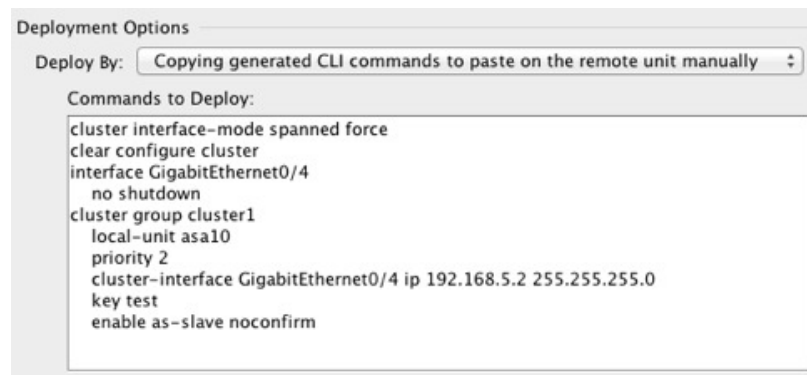 Deployment Options
Deploy By: Copying generated CLI commands to paste on the remote unit manually
Commands to Deploy:
cluster interface-mode spanned force
clear configure cluster
interface GigabitEthernet0/4
no shutdown
cluster group cluster1
local-unit asa10
priority 2
cluster-interface GigabitEthernet0/4 ip 192.168.5.2 255.255.255.0
key test
enable as-slave noconfirm